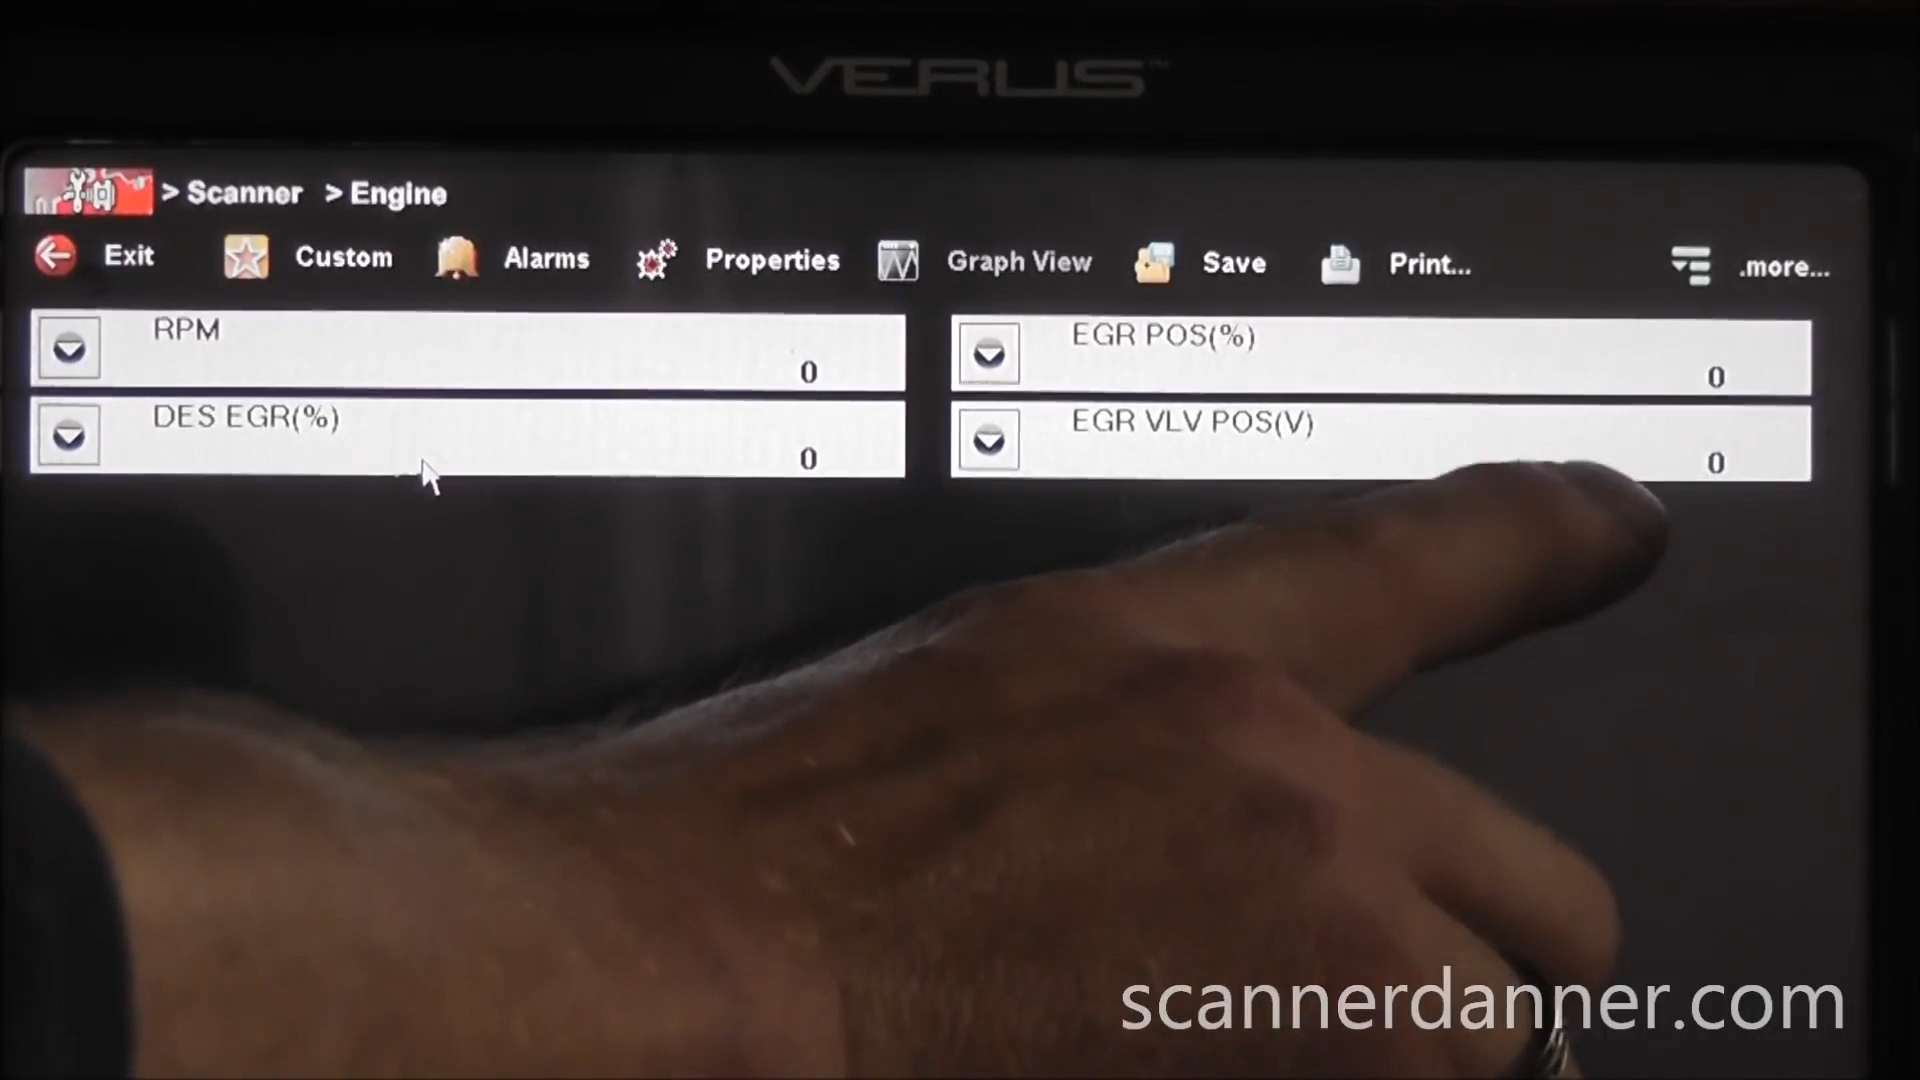 VERUS™
> Scanner > Engine
Exit Custom Alarms Properties Graph View Save Print... .more...
RPM
0
EGR POS(%)
0
DES EGR(%)
0
EGR VLV POS(V)
0
scannerdanner.com